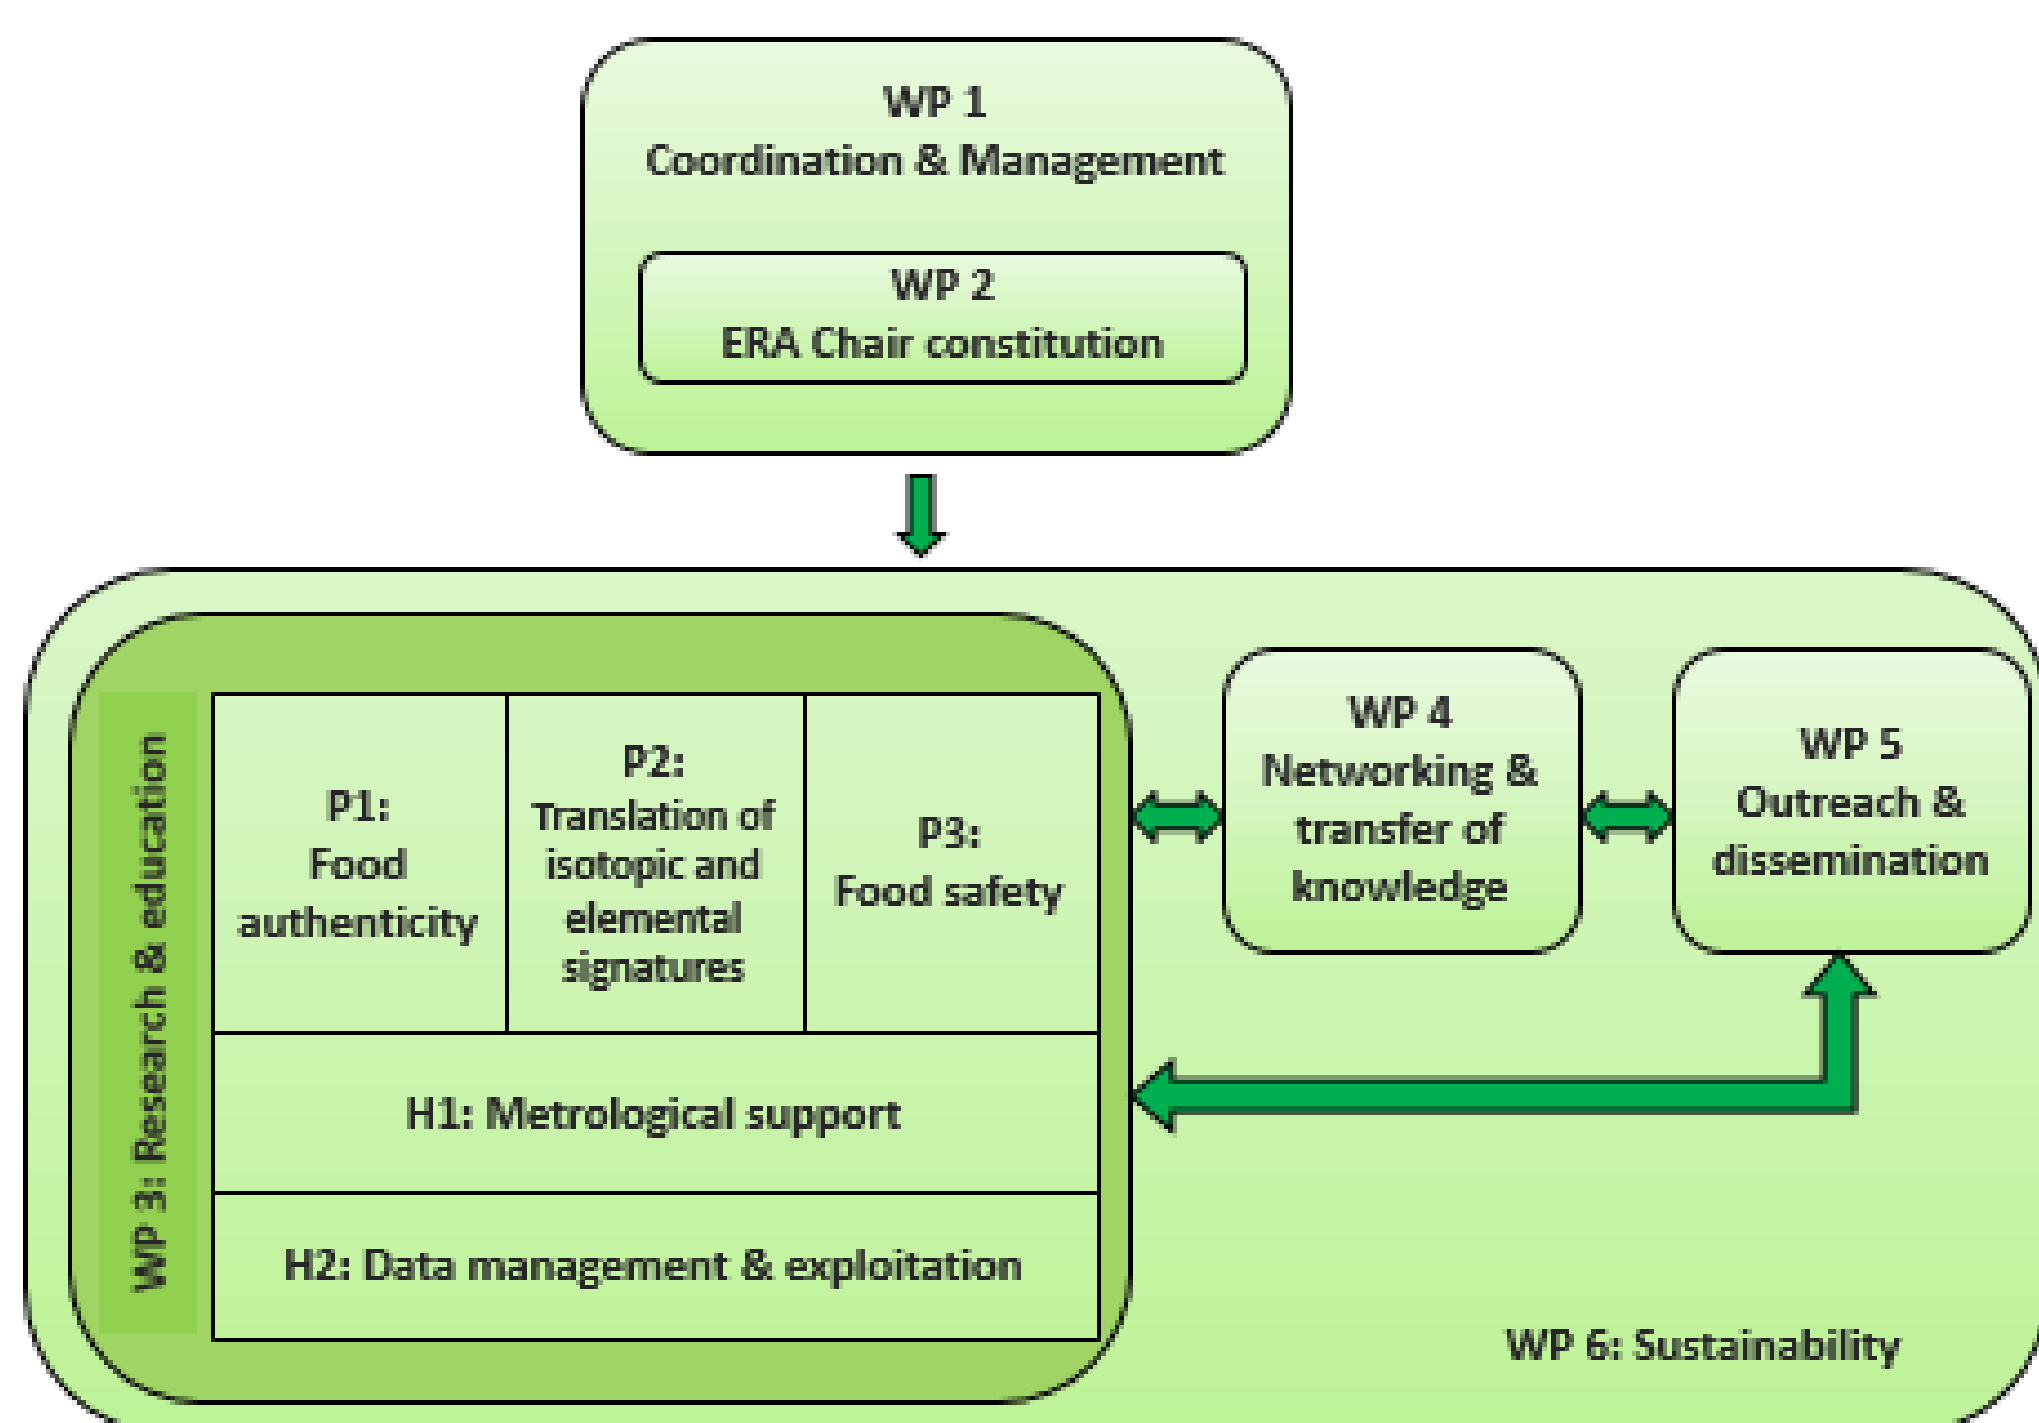 WP 1
Coordination & Management
WP 2
ERA Chair constitution
WP 3: Research & education
P1:
Food
authenticity
P2:
Translation of
isotopic and
elemental
signatures
P3:
Food safety
H1: Metrological support
H2: Data management & exploitation
WP 4
Networking &
transfer of
knowledge
WP 5
Outreach &
dissemination
WP 6: Sustainability